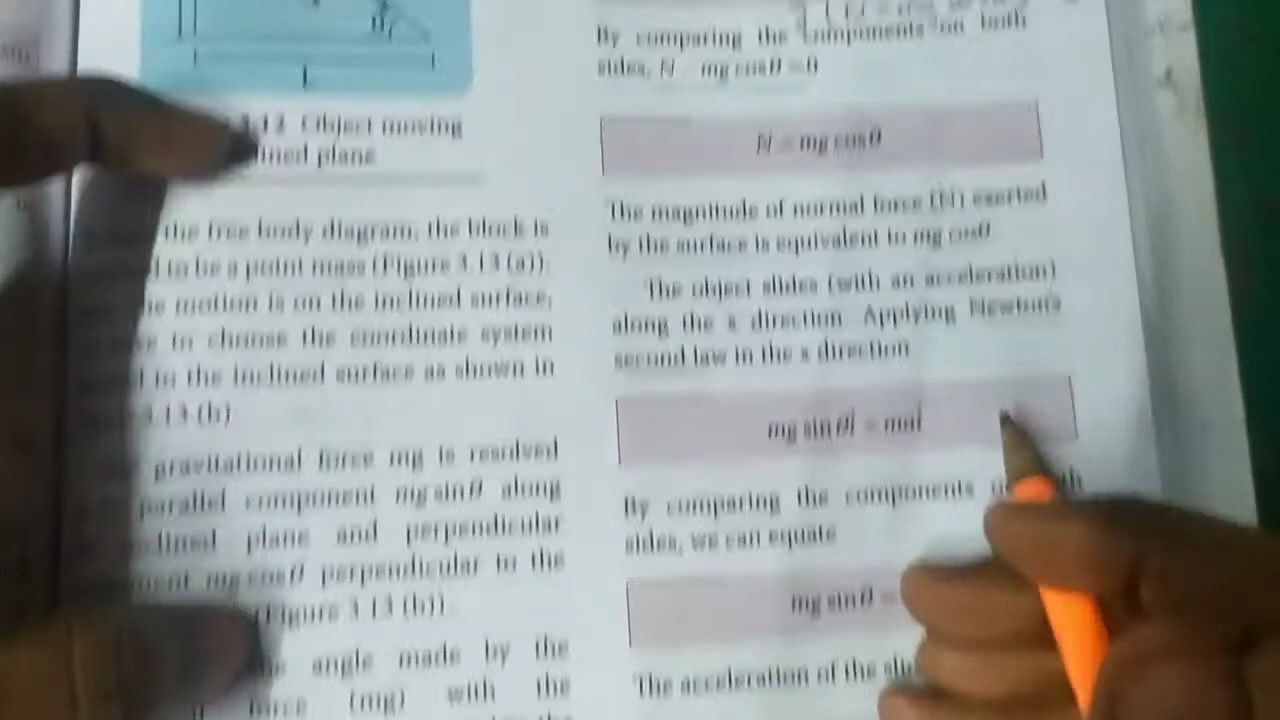 3.12 Object moving
inclined plane
the free body diagram, the block is
to be a point mass (Figure 3.13 (a)).
motion is on the inclined surface,
to choose the coordinate system
to the inclined surface as shown in
3.13 (b)
gravitational force mg is resolved
parallel component mg sinθ along
inclined plane and perpendicular
mg cosθ perpendicular to the
(Figure 3.13 (b)).
angle made by the
force (mg) with the
By comparing the components on both
sides, N - mg cosθ = 0
N = mg cosθ
The magnitude of normal force (N) exerted
by the surface is equivalent to mg cosθ
The object slides (with an acceleration)
along the x direction. Applying Newton's
second law in the x direction
mg sinθ î = ma î
By comparing the components on both
sides, we can equate
mg sinθ =
The acceleration of the